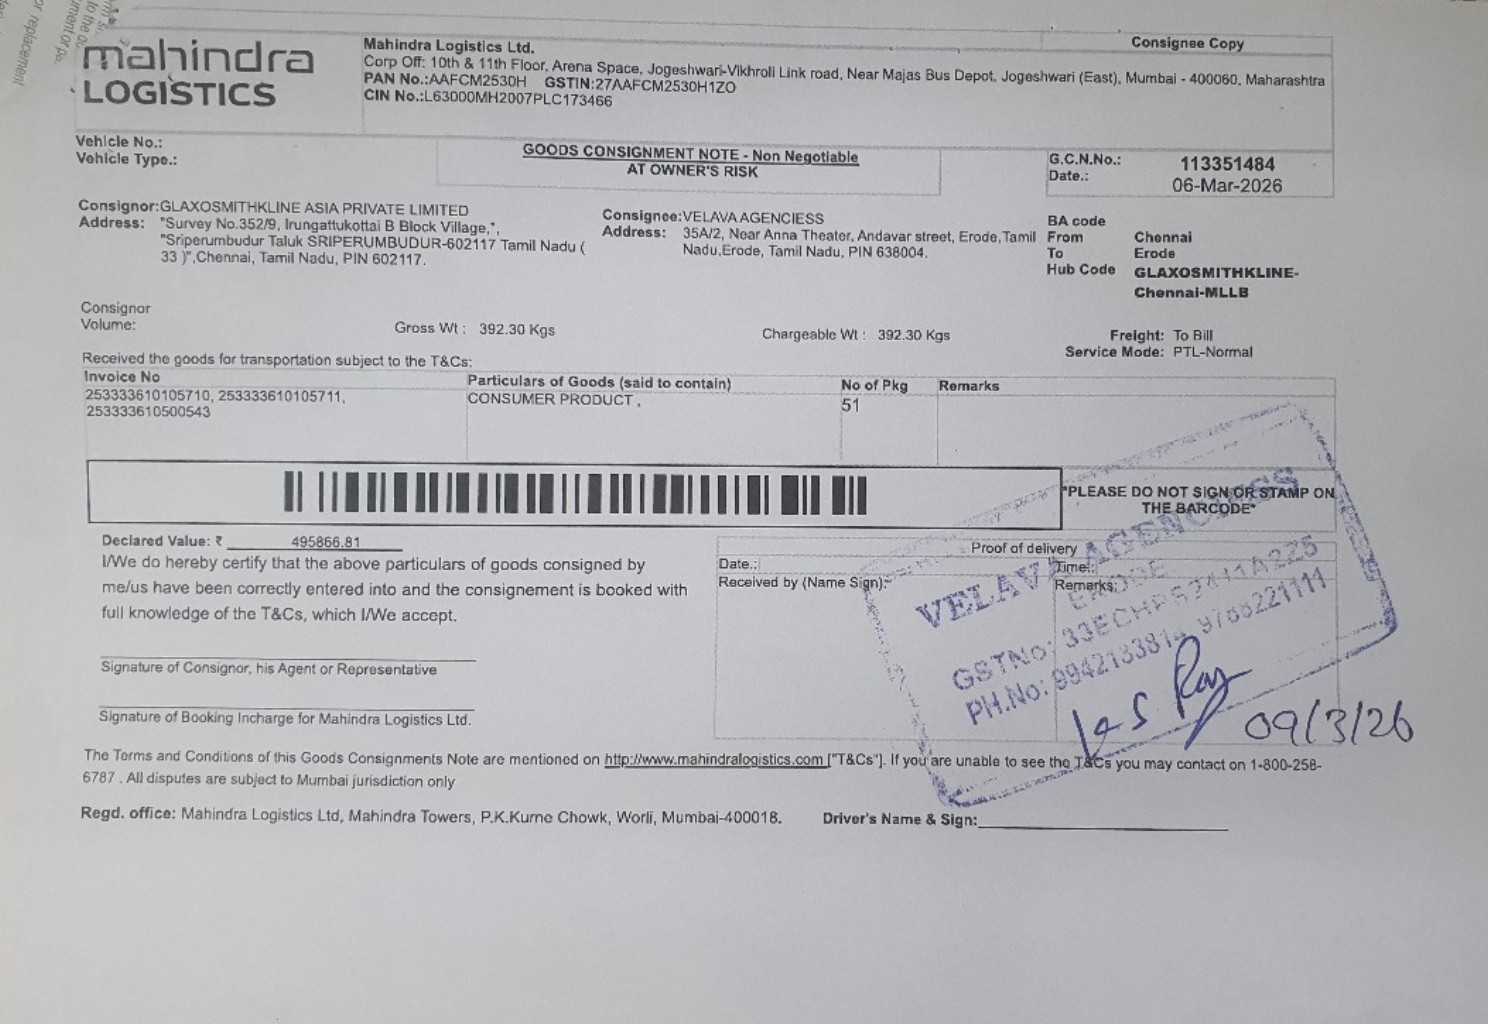 or replacement
mahindra
LOGISTICS
Mahindra Logistics Ltd.
Corp Off: 10th & 11th Floor, Arena Space, Jogeshwari-Vikhroli Link road, Near Majas Bus Depot, Jogeshwari (East), Mumbai - 400060, Maharashtra
PAN No.:AAFCM2530H GSTIN:27AAFCM2530H1ZO
CIN No.:L63000MH2007PLC173466
Consignee Copy
Vehicle No.:
Vehicle Type.:
GOODS CONSIGNMENT NOTE - Non Negotiable
AT OWNER'S RISK
G.C.N.No.: 113351484
Date.: 06-Mar-2026
Consignor:GLAXOSMITHKLINE ASIA PRIVATE LIMITED
Address: "Survey No.352/9, Irungattukottai B Block Village,",
"Sriperumbudur Taluk SRIPERUMBUDUR-602117 Tamil Nadu (
33 )",Chennai, Tamil Nadu, PIN 602117.
Consignee:VELAVA AGENCIESS
Address: 35A/2, Near Anna Theater, Andavar street, Erode,Tamil
Nadu,Erode, Tamil Nadu, PIN 638004.
BA code
From Chennai
To Erode
Hub Code GLAXOSMITHKLINE-
Chennai-MLLB
Consignor
Volume:
Gross Wt : 392.30 Kgs
Chargeable Wt : 392.30 Kgs
Freight: To Bill
Service Mode: PTL-Normal
Received the goods for transportation subject to the T&Cs:
Invoice No Particulars of Goods (said to contain) No of Pkg Remarks
253333610105710, 253333610105711, CONSUMER PRODUCT , 51
253333610500543
*PLEASE DO NOT SIGN OR STAMP ON
THE BARCODE*
Declared Value: ₹ 495866.81
I/We do hereby certify that the above particulars of goods consigned by
me/us have been correctly entered into and the consignement is booked with
full knowledge of the T&Cs, which I/We accept.
Signature of Consignor, his Agent or Representative
Signature of Booking Incharge for Mahindra Logistics Ltd.
Proof of delivery
Date.: Time.:
Received by (Name Sign):- Remarks:
VELAVA AGENCIESS
ERODE
PH.No: 9942133814, 9788221111
09/3/26
The Terms and Conditions of this Goods Consignments Note are mentioned on http://www.mahindralogistics.com ["T&Cs"]. If you are unable to see the T&Cs you may contact on 1-800-258-
6787 . All disputes are subject to Mumbai jurisdiction only
Regd. office: Mahindra Logistics Ltd, Mahindra Towers, P.K.Kurne Chowk, Worli, Mumbai-400018.
Driver's Name & Sign: